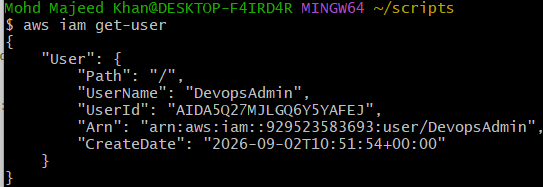 Mohd Majeed Khan@DESKTOP-F4IRD4R MINGW64 ~/scripts
$ aws iam get-user
{
    "User": {
        "Path": "/",
        "UserName": "DevopsAdmin",
        "UserId": "AIDA5Q27MJLGQ6Y5YAFEJ",
        "Arn": "arn:aws:iam::929523583693:user/DevopsAdmin",
        "CreateDate": "2026-09-02T10:51:54+00:00"
    }
}